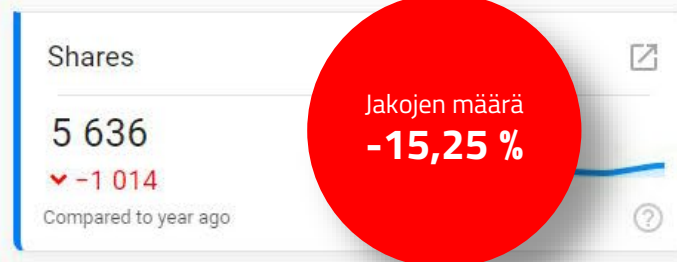 Shares
5 636
−1 014
Compared to year ago
Jakojen määrä
-15,25 %